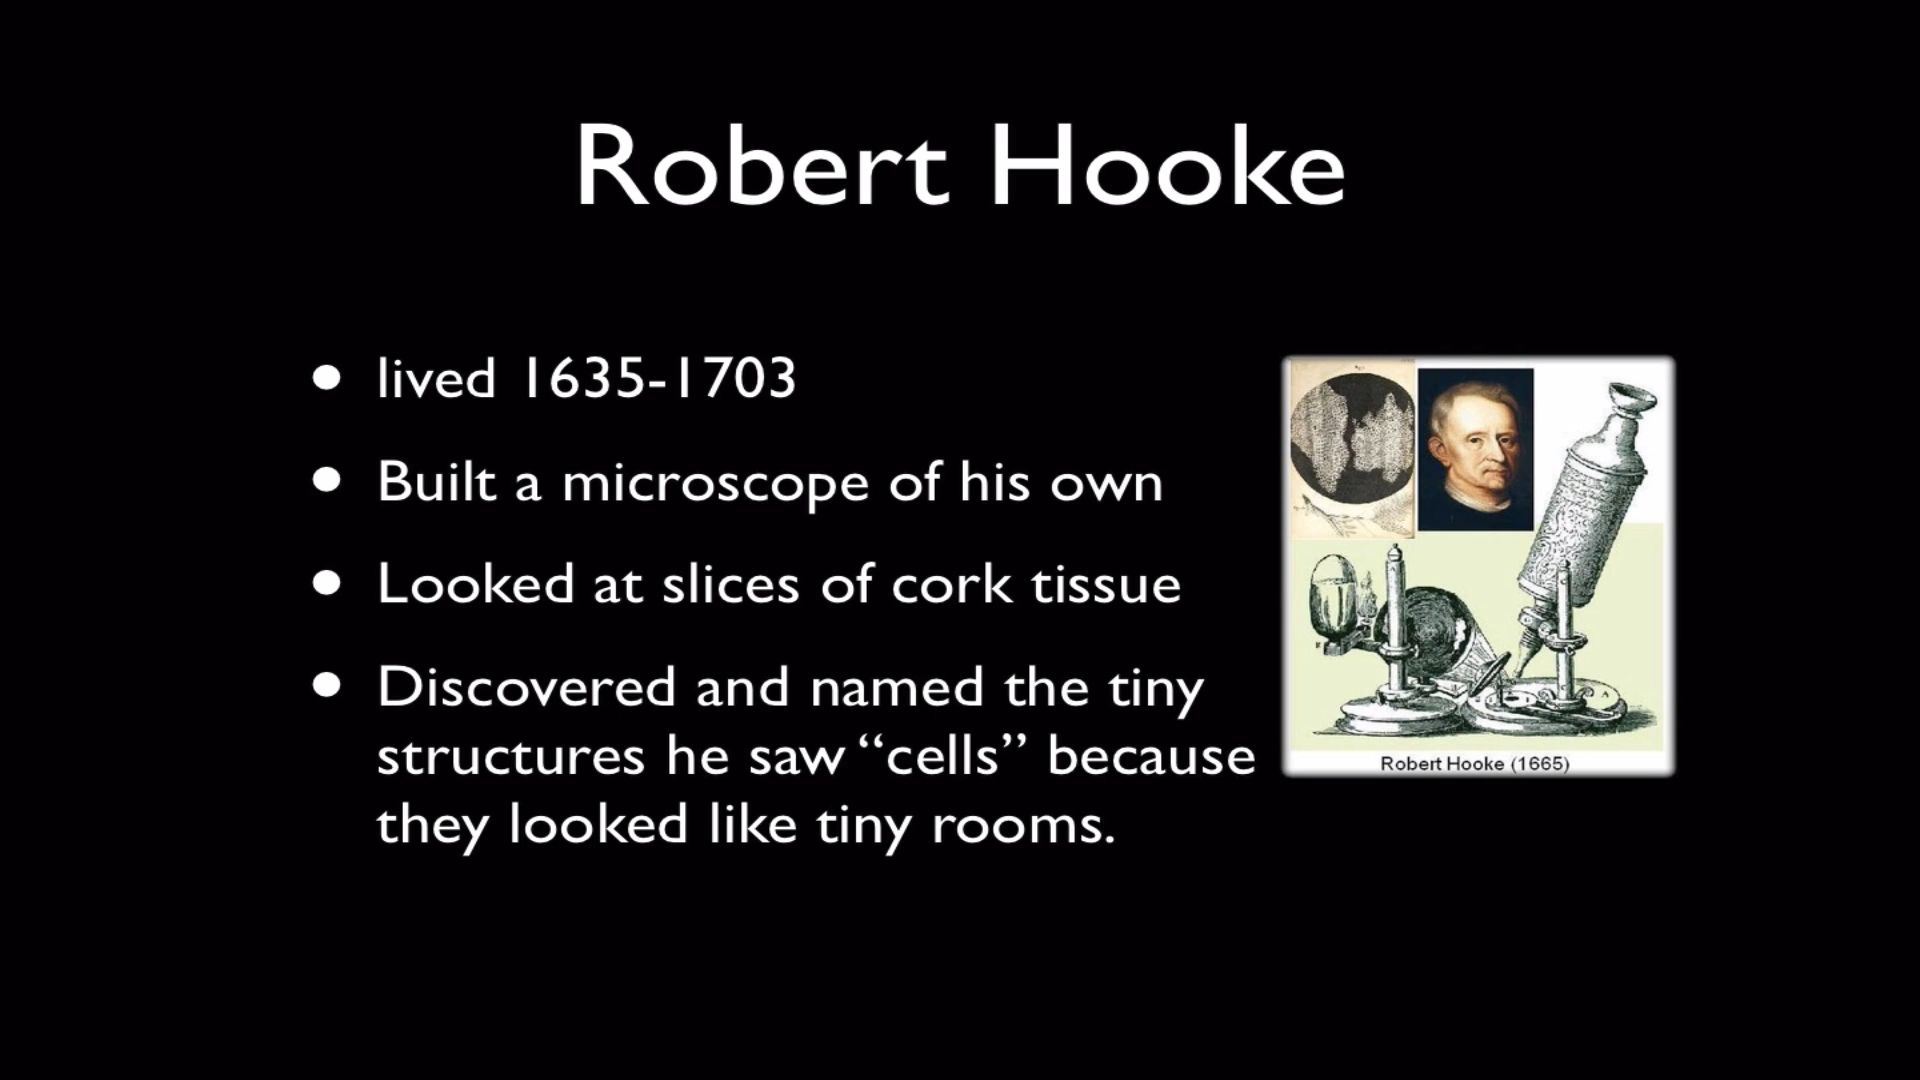 Robert Hooke
• lived 1635-1703
• Built a microscope of his own
• Looked at slices of cork tissue
• Discovered and named the tiny
structures he saw “cells” because
they looked like tiny rooms.
Robert Hooke (1665)